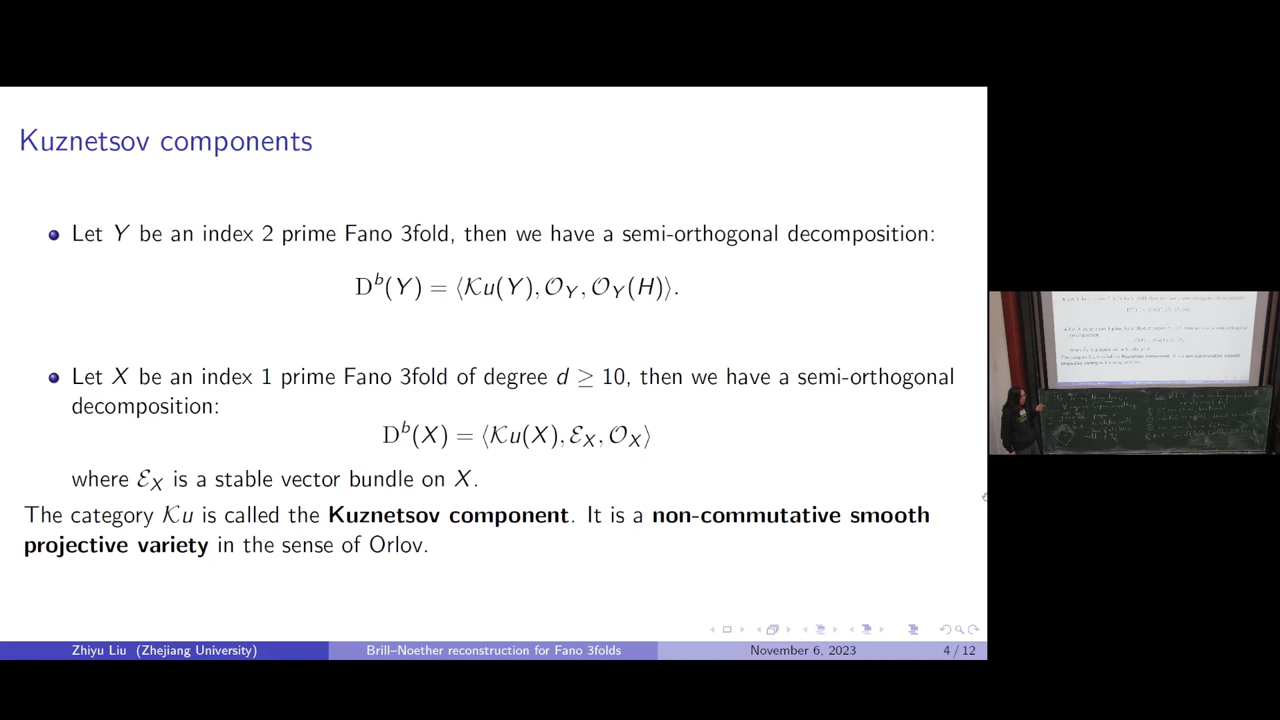 Kuznetsov components
Let Y be an index 2 prime Fano 3fold, then we have a semi-orthogonal decomposition:
Dᵇ(Y) = ⟨𝒦u(Y), 𝒪_Y, 𝒪_Y(H)⟩.
Let X be an index 1 prime Fano 3fold of degree d ≥ 10, then we have a semi-orthogonal
decomposition:
Dᵇ(X) = ⟨𝒦u(X), ℰ_X, 𝒪_X⟩
where ℰ_X is a stable vector bundle on X.
The category 𝒦u is called the Kuznetsov component. It is a non-commutative smooth
projective variety in the sense of Orlov.
Zhiyu Liu (Zhejiang University)
Brill–Noether reconstruction for Fano 3folds
November 6, 2023
4 / 12